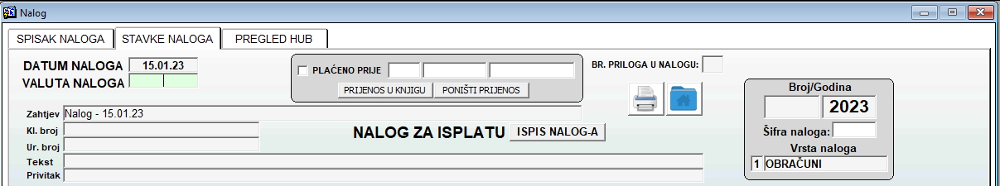 Nalog
SPISAK NALOGA STAVKE NALOGA PREGLED HUB
DATUM NALOGA 15.01.23
VALUTA NALOGA
PLAĆENO PRIJE
PRIJENOS U KNJIGU PONIŠTI PRIJENOS
BR. PRILOGA U NALOGU:
Broj/Godina
2023
Šifra naloga:
Vrsta naloga
1 OBRAČUNI
Zahtjev Nalog - 15.01.23
Kl. broj
Ur. broj
NALOG ZA ISPLATU ISPIS NALOG-A
Tekst
Privitak